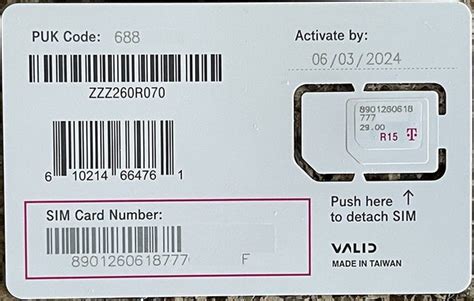 PUK Code: 688
Activate by:
06/03/2024
ZZZ260R070
8901260618
777
29.00
R15 T
6 10214 66476 1
Push here ↑
to detach SIM
SIM Card Number:
8901260618777 F
VALID
MADE IN TAIWAN